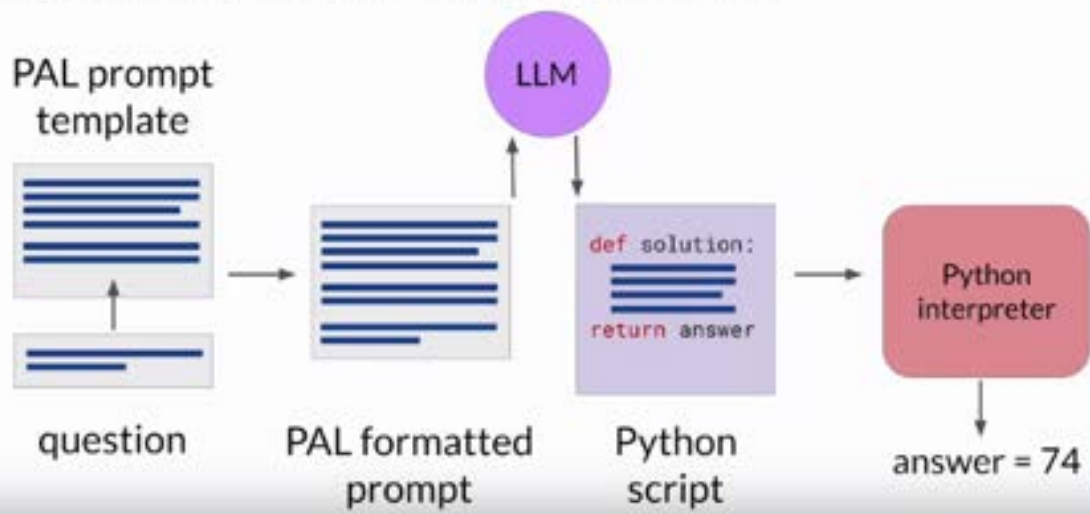 PAL prompt
template
question
PAL formatted
prompt
LLM
def solution:
return answer
Python
script
Python
interpreter
answer = 74